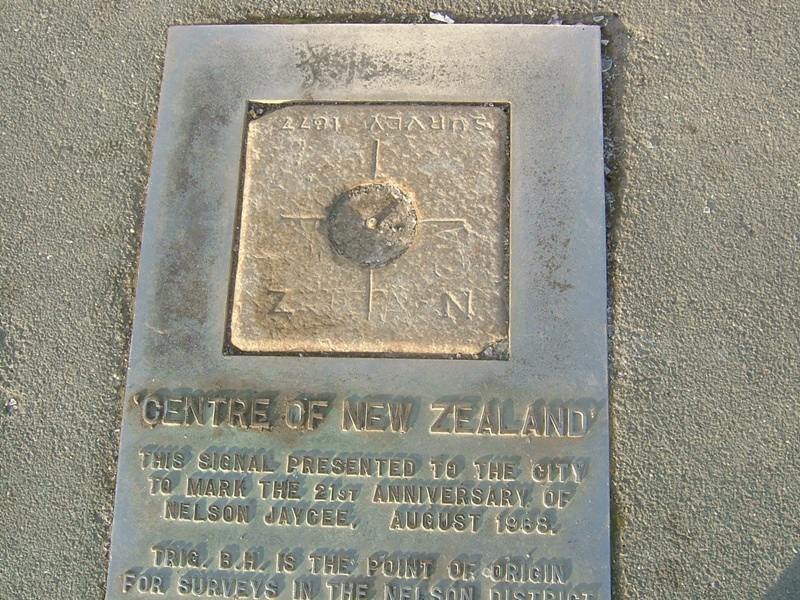 SURVEY 1877
N Z
'CENTRE OF NEW ZEALAND'
THIS SIGNAL PRESENTED TO THE CITY
TO MARK THE 21ST ANNIVERSARY OF
NELSON JAYCEE, AUGUST 1968.
TRIG. B.H. IS THE POINT OF ORIGIN
FOR SURVEYS IN THE NELSON DISTRICT